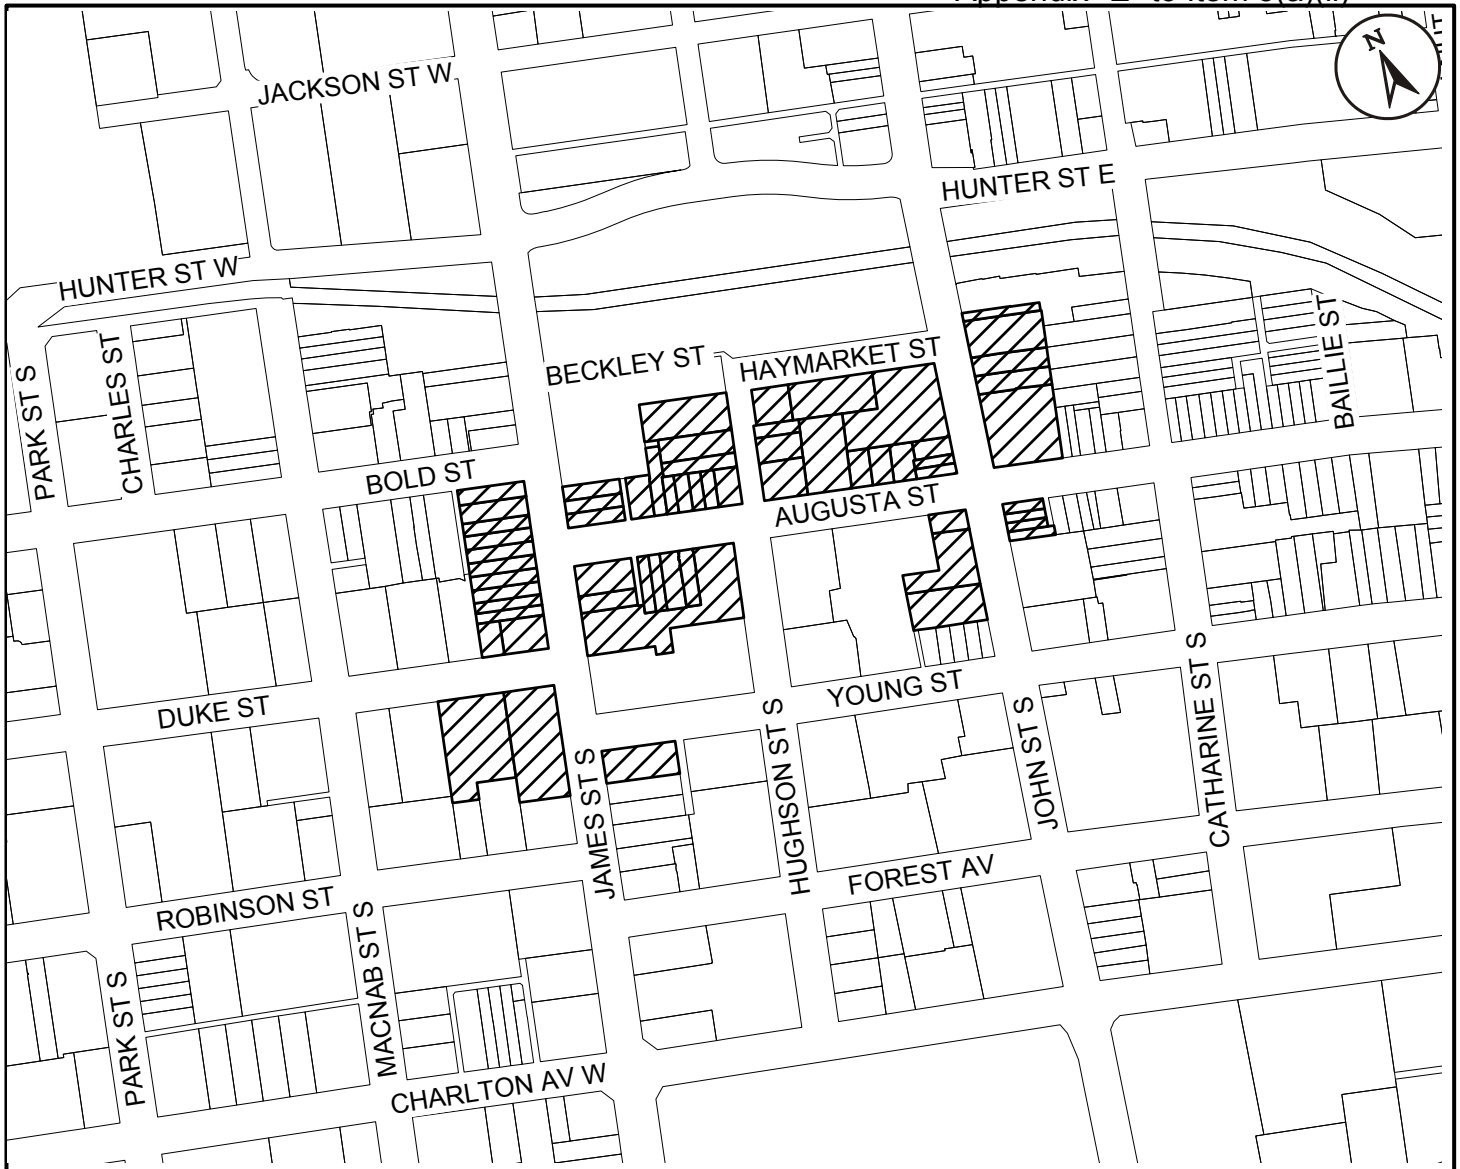 JACKSON ST W
N
HUNTER ST E
HUNTER ST W
BAILLIE ST
CHARLES ST
PARK ST S
BECKLEY ST
HAYMARKET ST
BOLD ST
AUGUSTA ST
YOUNG ST
DUKE ST
CATHARINE ST S
JOHN ST S
HUGHSON ST S
JAMES ST S
FOREST AV
ROBINSON ST
MACNAB ST S
PARK ST S
CHARLTON AV W